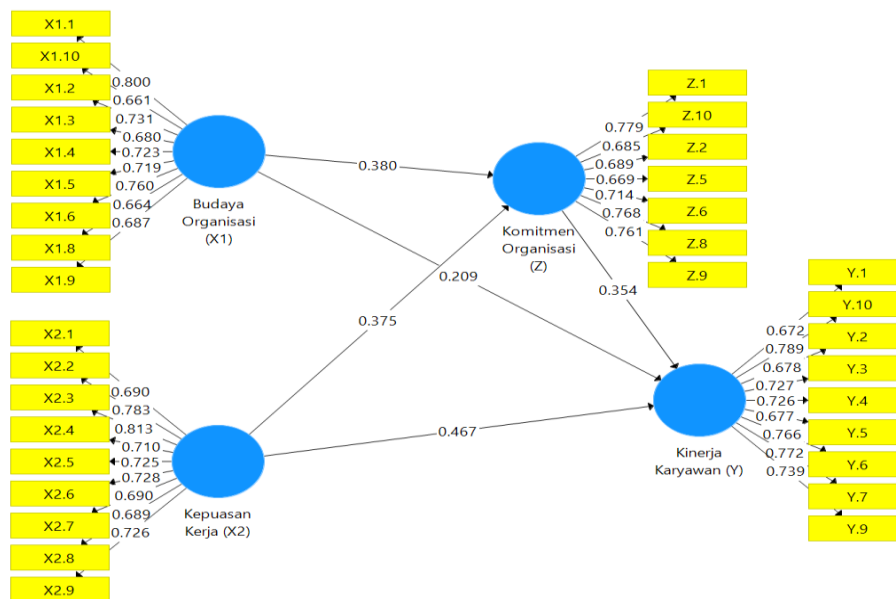 X1.1
X1.10
X1.2
X1.3
X1.4
X1.5
X1.6
X1.8
X1.9
0.800
0.661
0.731
0.680
0.723
0.719
0.760
0.664
0.687
Budaya
Organisasi
(X1)
0.380
0.209
0.375
0.467
0.354
Z.1
Z.10
Z.2
Z.5
Z.6
Z.8
Z.9
0.779
0.685
0.689
0.669
0.714
0.768
0.761
Komitmen
Organisasi
(Z)
X2.1
X2.2
X2.3
X2.4
X2.5
X2.6
X2.7
X2.8
X2.9
0.690
0.783
0.813
0.710
0.725
0.728
0.690
0.689
0.726
Kepuasan
Kerja (X2)
Y.1
Y.10
Y.2
Y.3
Y.4
Y.5
Y.6
Y.7
Y.9
0.672
0.789
0.678
0.727
0.726
0.677
0.766
0.772
0.739
Kinerja
Karyawan (Y)